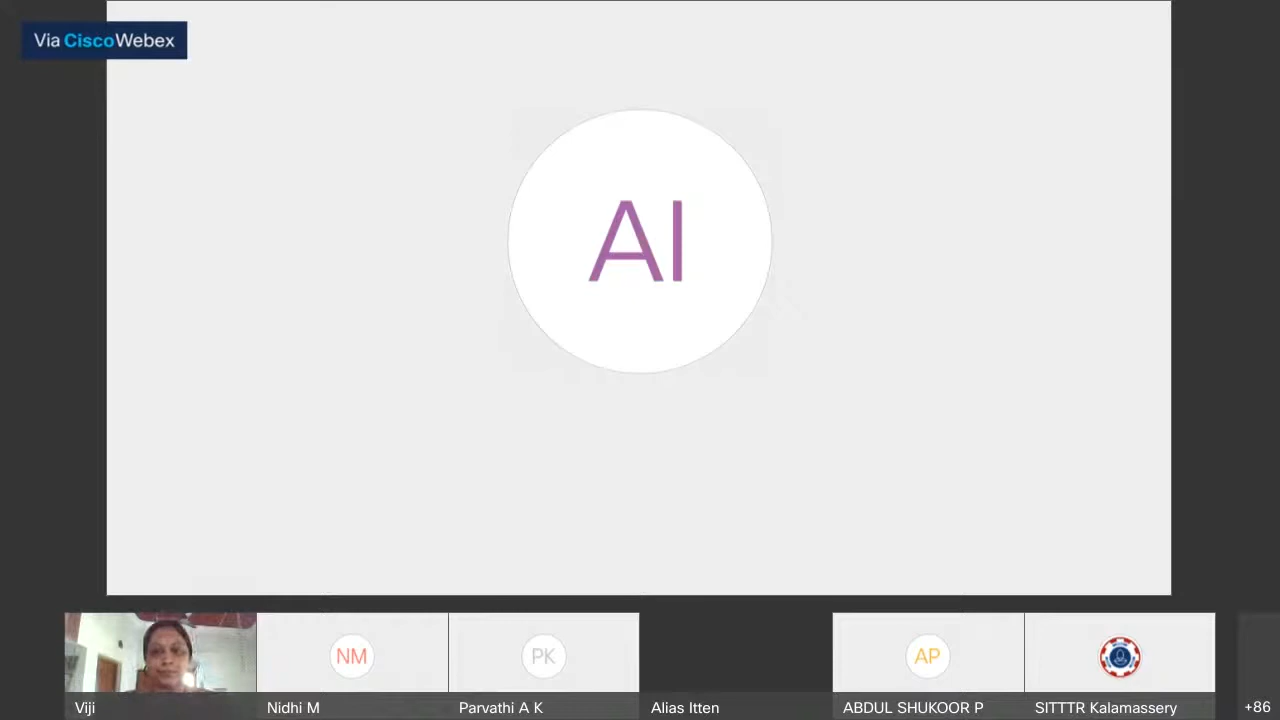 Via CiscoWebex
AI
NM
PK
AP
Viji
Nidhi M
Parvathi A K
Alias Itten
ABDUL SHUKOOR P
SITTTR Kalamassery
+86